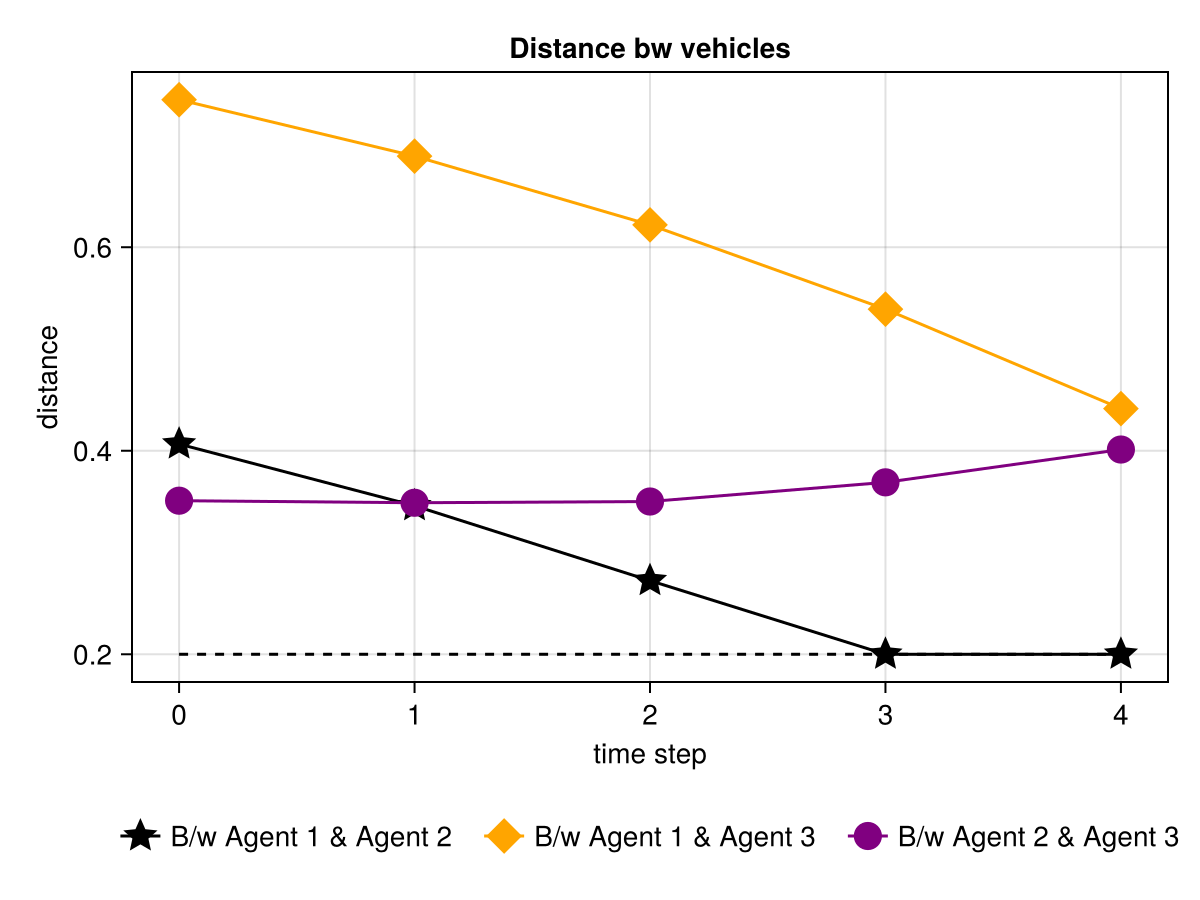 Distance bw vehicles
distance
0.6
0.4
0.2
0 1 2 3 4
time step
B/w Agent 1 & Agent 2 B/w Agent 1 & Agent 3 B/w Agent 2 & Agent 3